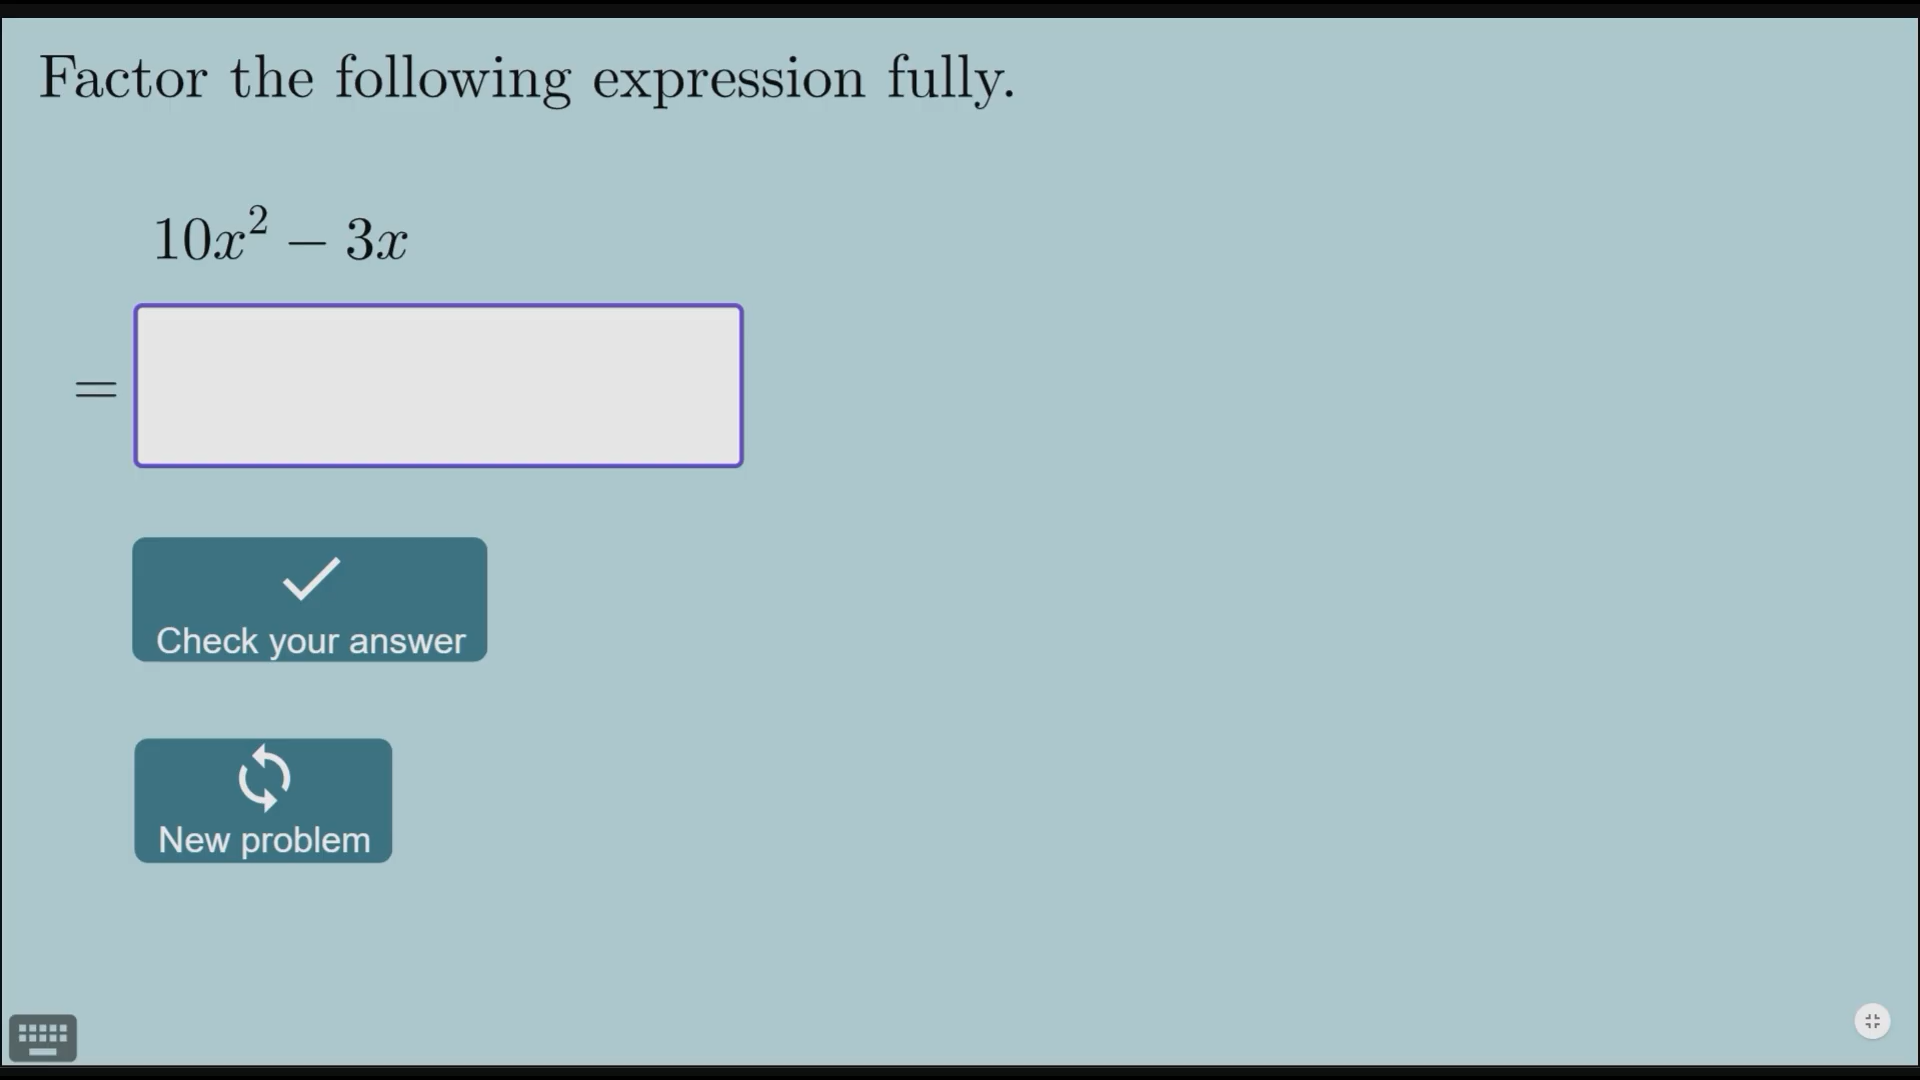 Factor the following expression fully.
10x² − 3x
=
Check your answer
New problem